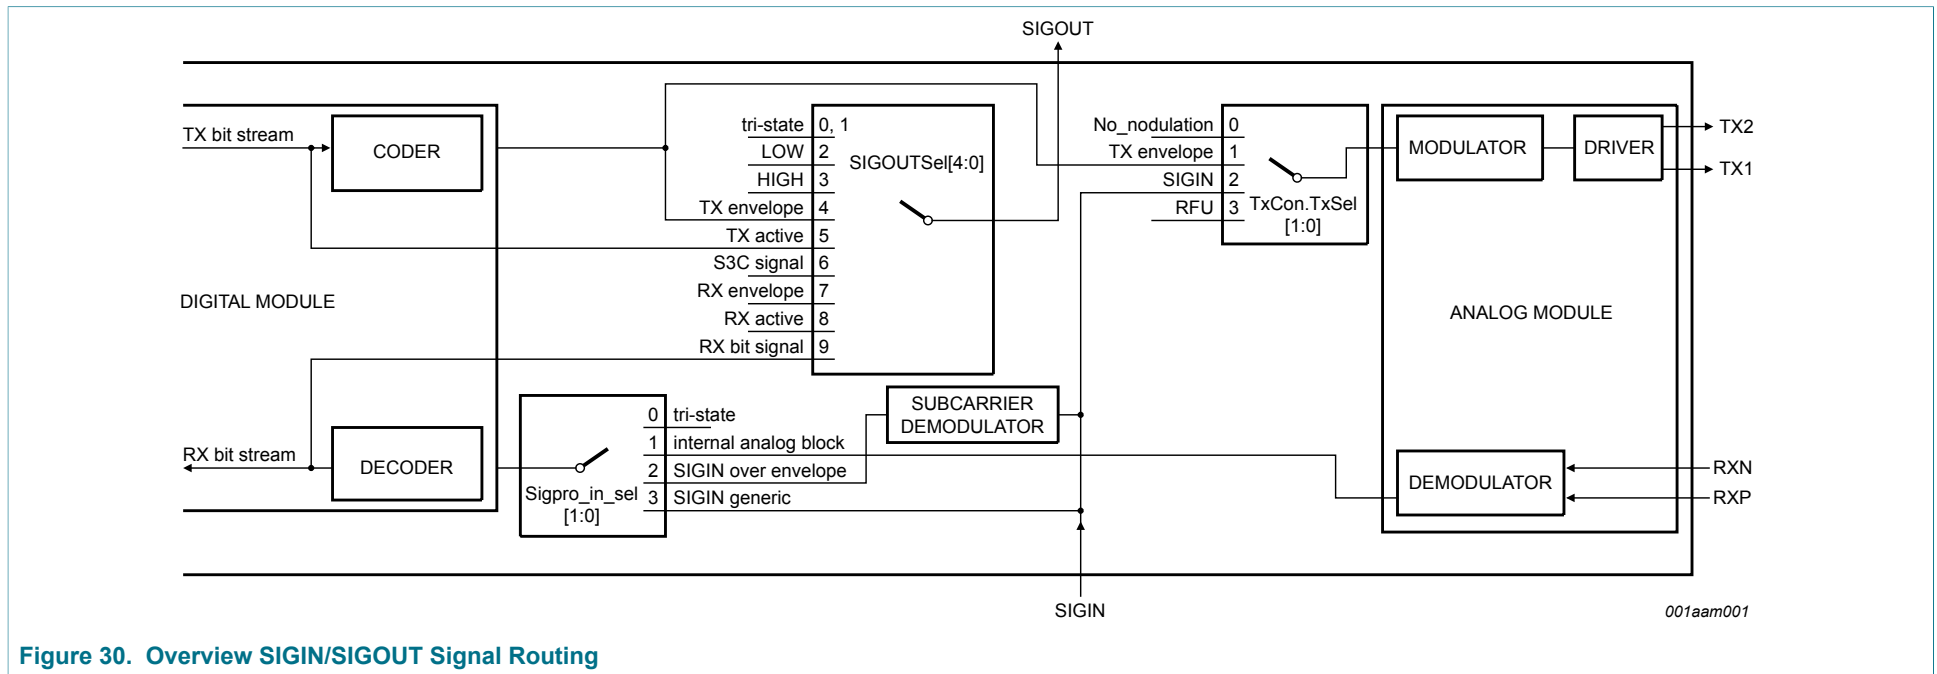 SIGOUT
TX bit stream
CODER
tri-state 0, 1
LOW 2
HIGH 3
TX envelope 4
TX active 5
S3C signal 6
RX envelope 7
RX active 8
RX bit signal 9
SIGOUTSel[4:0]
No_nodulation 0
TX envelope 1
SIGIN 2
RFU 3
TxCon.TxSel
[1:0]
MODULATOR
DRIVER
TX2
TX1
DIGITAL MODULE
ANALOG MODULE
RX bit stream
DECODER
Sigpro_in_sel
[1:0]
0 tri-state
1 internal analog block
2 SIGIN over envelope
3 SIGIN generic
SUBCARRIER
DEMODULATOR
DEMODULATOR
RXN
RXP
SIGIN
001aam001
Figure 30. Overview SIGIN/SIGOUT Signal Routing